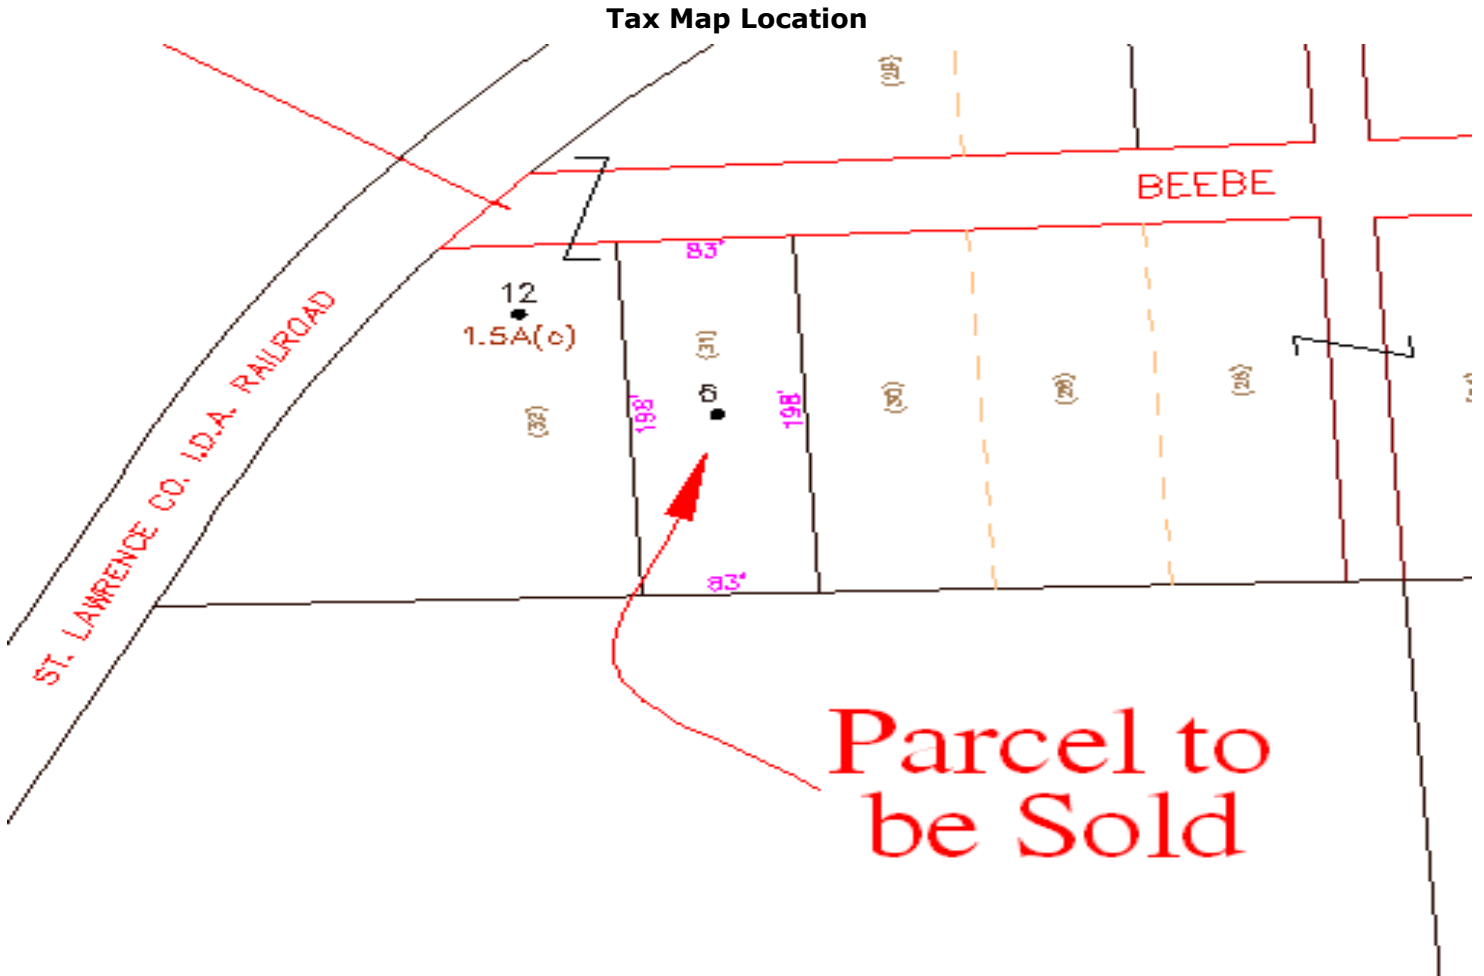 Tax Map Location
BEEBE
83'
12
1.5A(c)
(31)
198'
198'
(30)
(32)
ST. LAWRENCE CO. I.D.A. RAILROAD
83'
Parcel to
be Sold